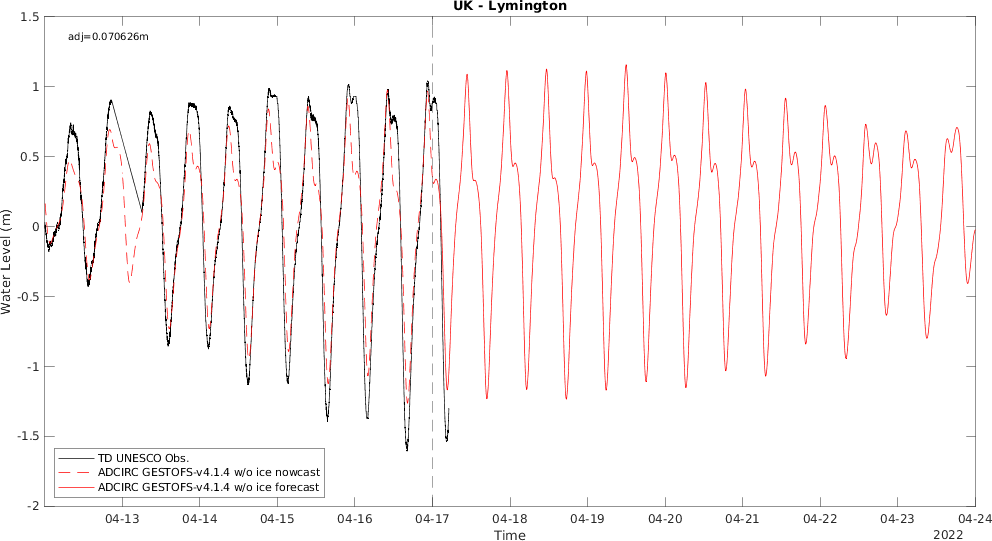 UK - Lymington
adj=0.070626m
Water Level (m)
1.5
1
0.5
0
-0.5
-1
-1.5
-2
TD UNESCO Obs.
ADCIRC GESTOFS-v4.1.4 w/o ice nowcast
ADCIRC GESTOFS-v4.1.4 w/o ice forecast
04-13 04-14 04-15 04-16 04-17 04-18 04-19 04-20 04-21 04-22 04-23 04-24
Time
2022